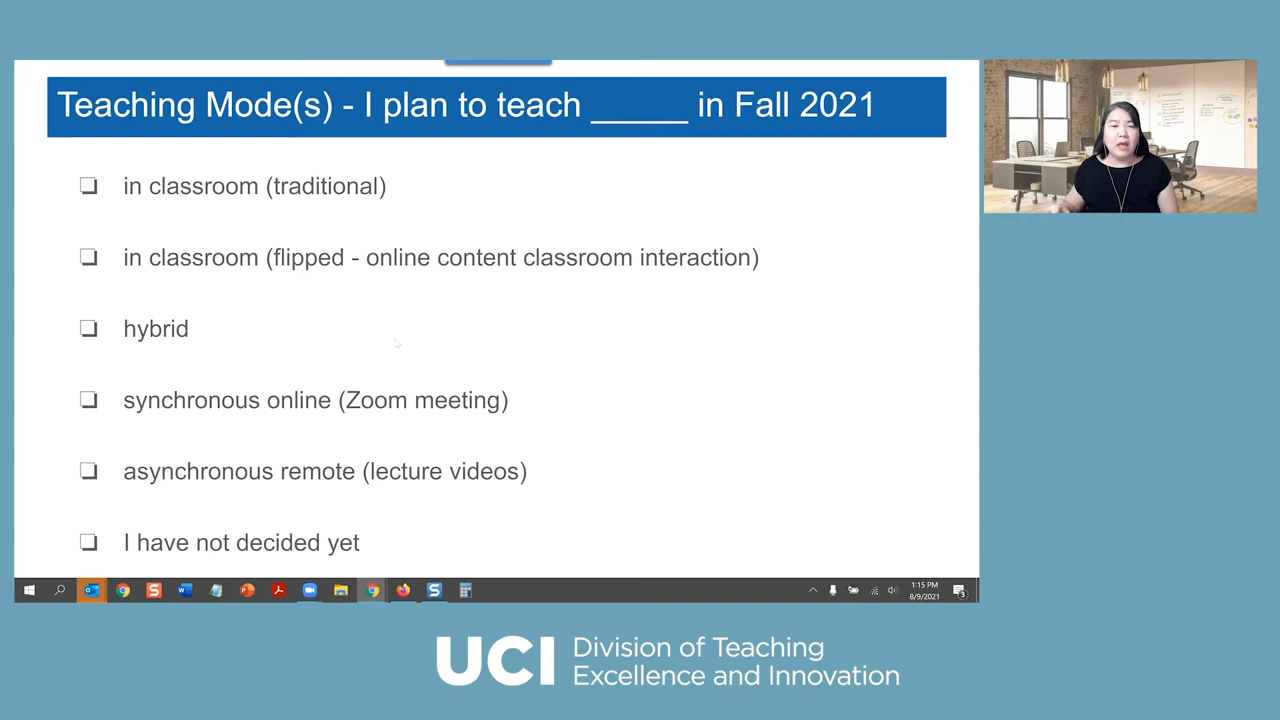 Teaching Mode(s) - I plan to teach _____ in Fall 2021
❏ in classroom (traditional)
❏ in classroom (flipped - online content classroom interaction)
❏ hybrid
❏ synchronous online (Zoom meeting)
❏ asynchronous remote (lecture videos)
❏ I have not decided yet
1:15 PM
8/9/2021
UCI Division of Teaching
Excellence and Innovation